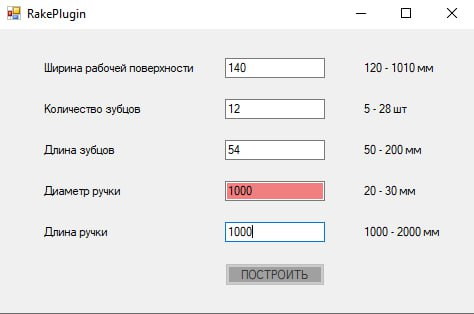 RakePlugin
Ширина рабочей поверхности 140 120 - 1010 мм
Количество зубцов 12 5 - 28 шт
Длина зубцов 54 50 - 200 мм
Диаметр ручки 1000 20 - 30 мм
Длина ручки 1000 1000 - 2000 мм
ПОСТРОИТЬ